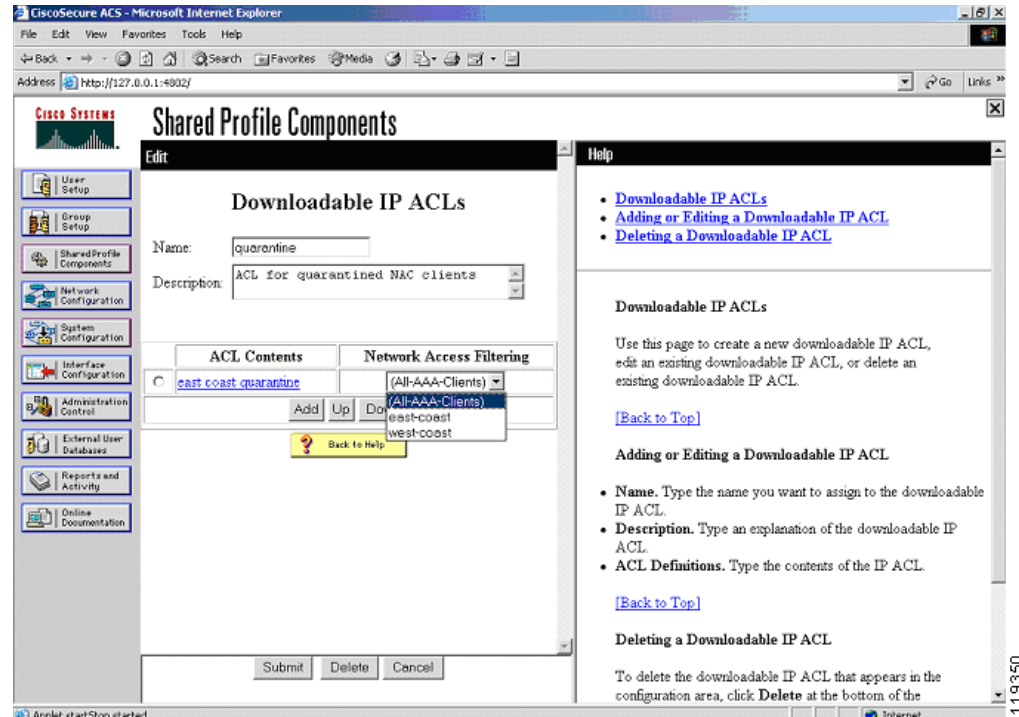 CiscoSecure ACS - Microsoft Internet Explorer
File Edit View Favorites Tools Help
Back Search Favorites Media
Address http://127.0.0.1:4802/ Go Links »
CISCO SYSTEMS
Shared Profile Components
Edit
User
Setup
Group
Setup
Shared Profile
Components
Network
Configuration
System
Configuration
Interface
Configuration
Administration
Control
External User
Databases
Reports and
Activity
Online
Documentation
Downloadable IP ACLs
Name: quarantine
Description: ACL for quarantined NAC clients
ACL Contents Network Access Filtering
east coast quarantine (All-AAA-Clients)
(All-AAA-Clients)
east-coast
west-coast
Add Up
Back to Help
Submit Delete Cancel
Help
• Downloadable IP ACLs
• Adding or Editing a Downloadable IP ACL
• Deleting a Downloadable IP ACL
Downloadable IP ACLs
Use this page to create a new downloadable IP ACL,
edit an existing downloadable IP ACL, or delete an
existing downloadable IP ACL.
[Back to Top]
Adding or Editing a Downloadable IP ACL
• Name. Type the name you want to assign to the downloadable
IP ACL.
• Description. Type an explanation of the downloadable IP
ACL.
• ACL Definitions. Type the contents of the IP ACL.
[Back to Top]
Deleting a Downloadable IP ACL
To delete the downloadable IP ACL that appears in the
configuration area, click Delete at the bottom of the
Applet startStop started
Internet
119350